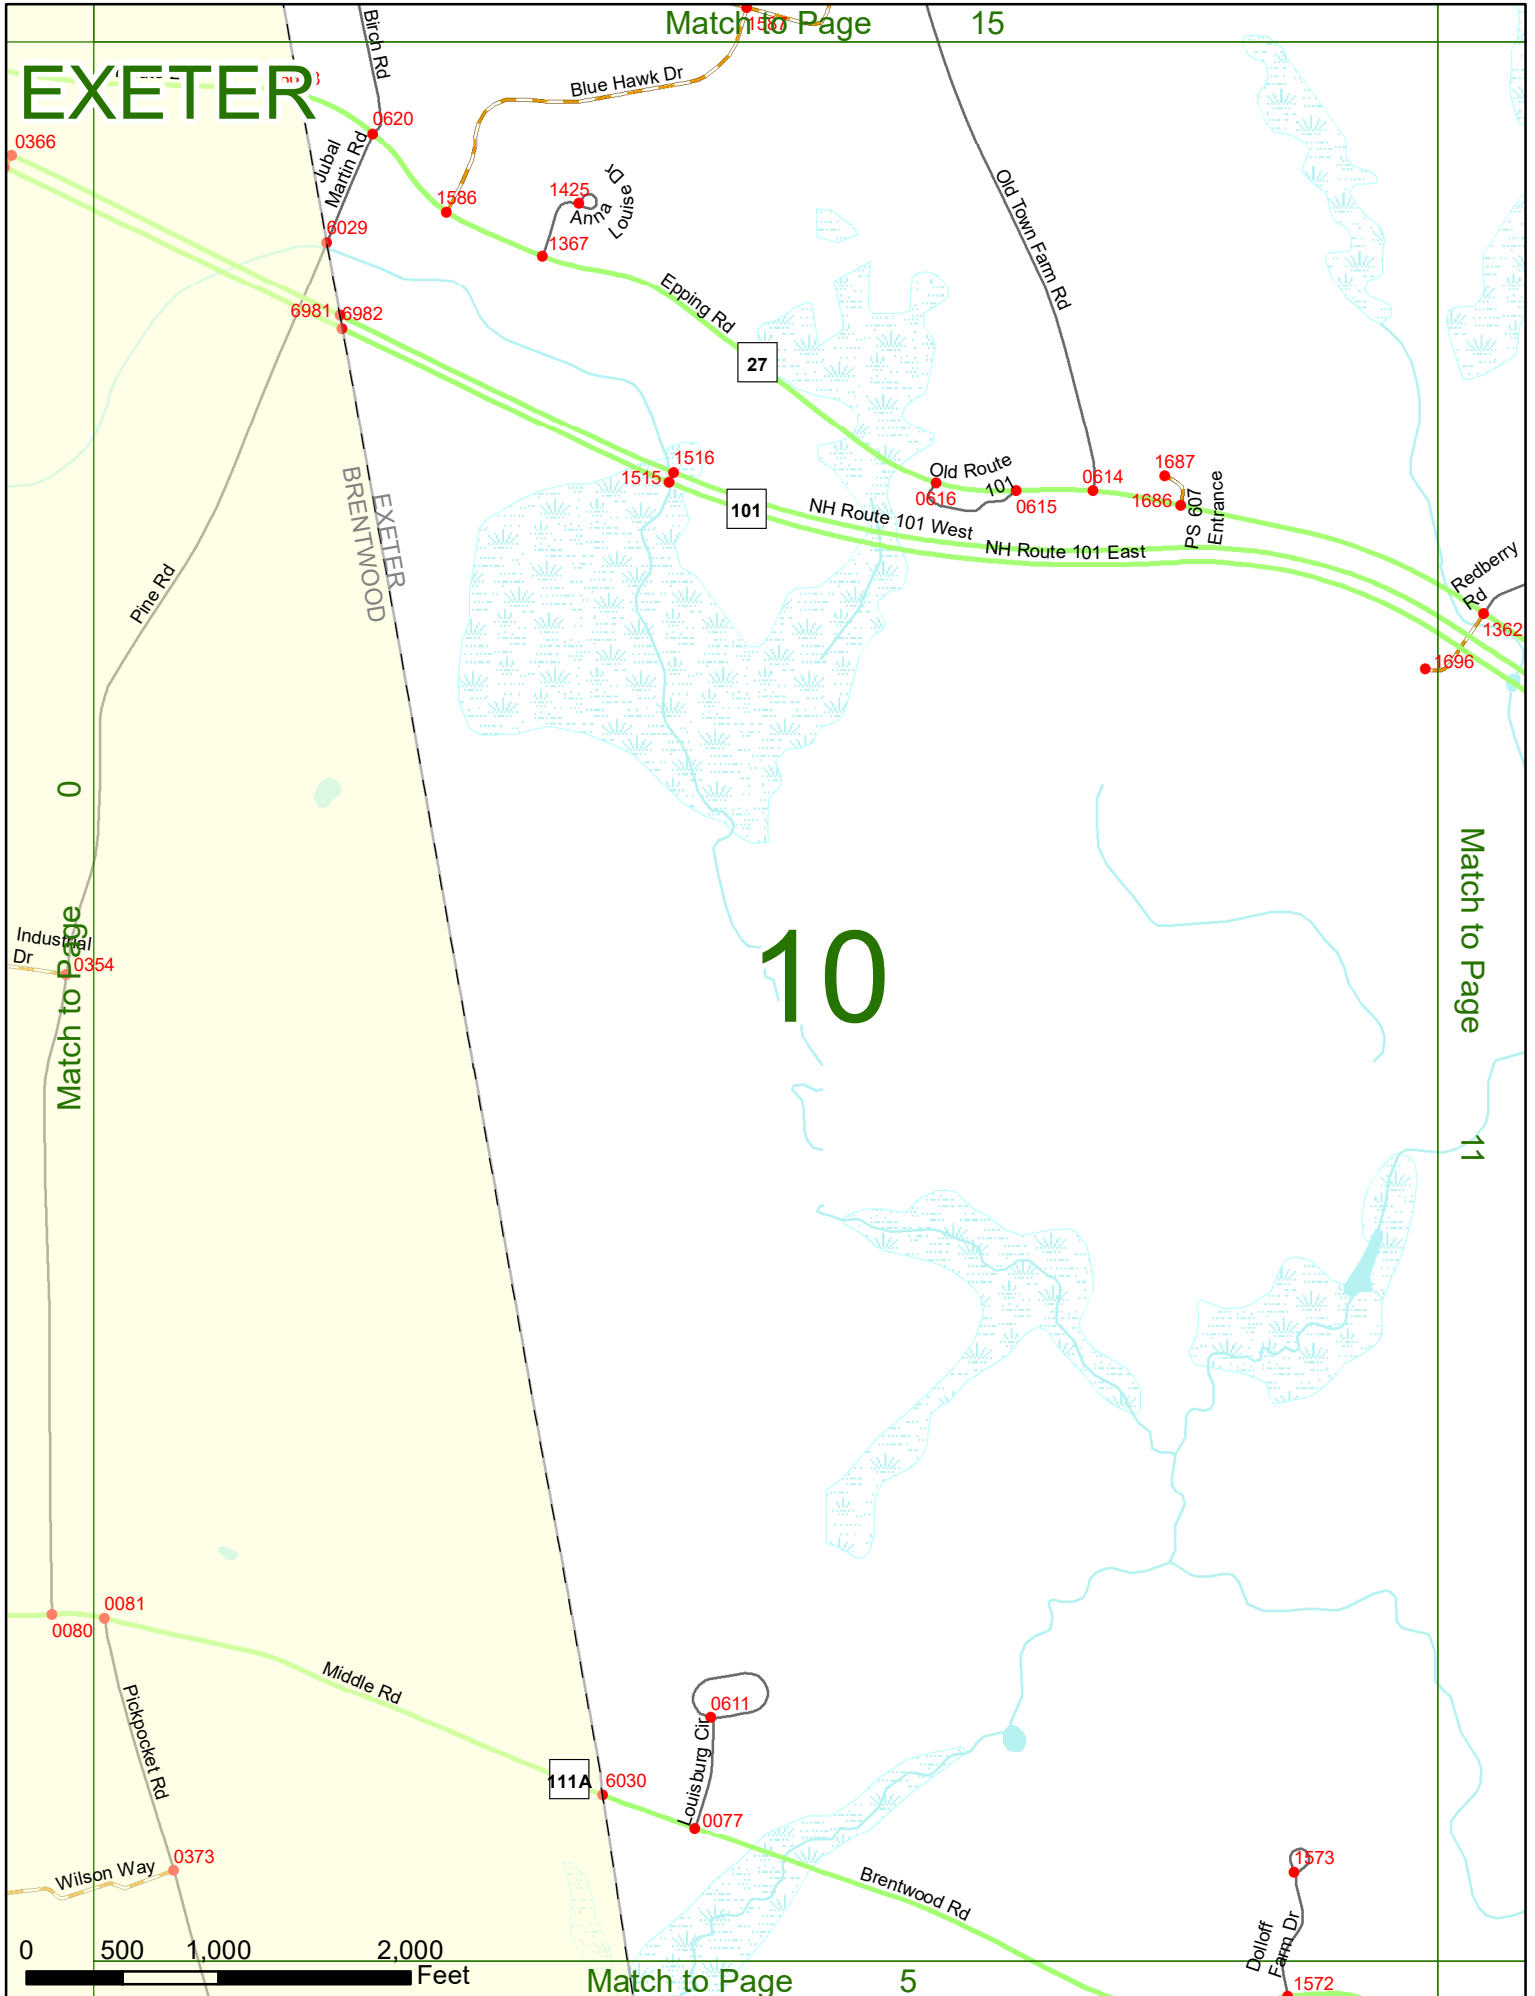 Match to Page 15
1587
EXETER
Birch Rd
Blue Hawk Dr
0366
0620
Jubal
Martin Rd
1586
1425
Anna
Louise Dr
Old Town Farm Rd
6029
1367
Epping Rd
6981
6982
27
1516
1515
101
Old Route
101
0616
0615
0614
1687
1686
PS 607
Entrance
NH Route 101 West
NH Route 101 East
EXETER
BRENTWOOD
Pine Rd
Redberry
Rd
1362
1696
Match to Page 0
Match to Page 11
Industrial
Dr
0354
10
0081
0080
Middle Rd
Pickpocket Rd
0611
Louisburg Cir
111A
6030
0077
0373
Wilson Way
Brentwood Rd
1573
Dolloff
Farm Dr
1572
0 500 1,000 2,000
Feet
Match to Page 5